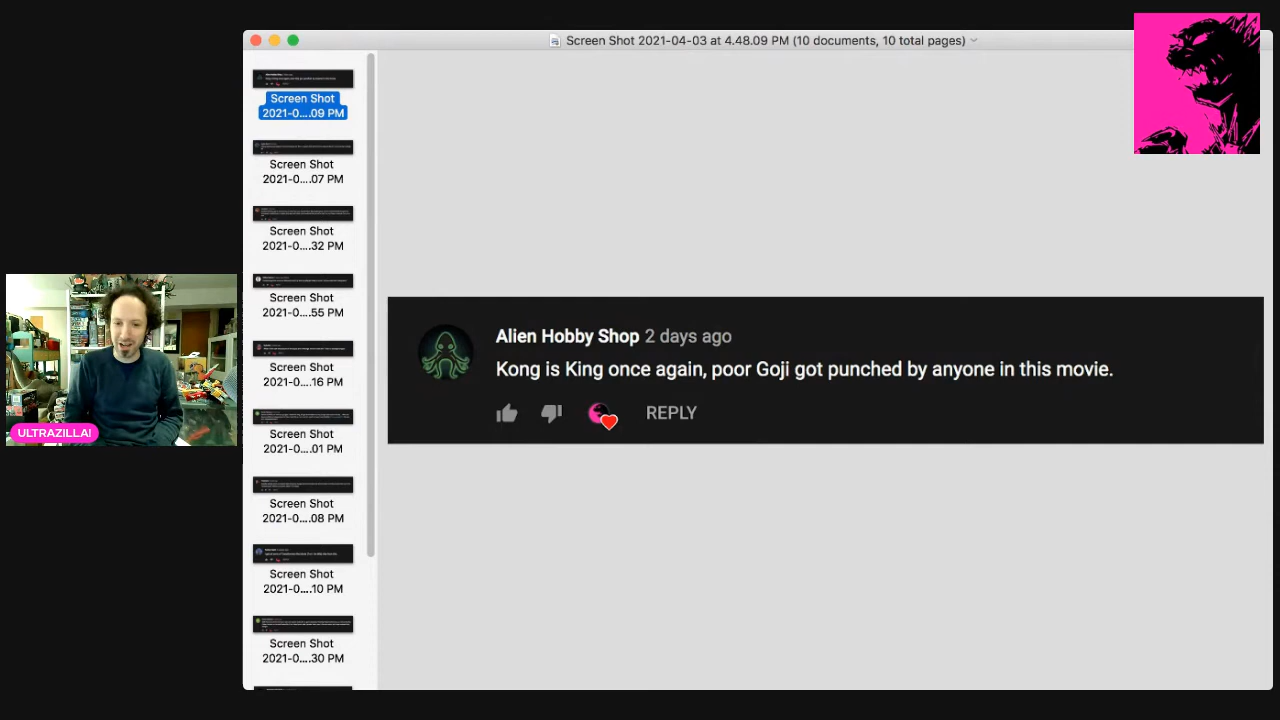 Screen Shot 2021-04-03 at 4.48.09 PM (10 documents, 10 total pages)
Screen Shot
2021-0....09 PM
Screen Shot
2021-0....07 PM
Screen Shot
2021-0....32 PM
Screen Shot
2021-0....55 PM
Screen Shot
2021-0....16 PM
Screen Shot
2021-0....01 PM
Screen Shot
2021-0....08 PM
Screen Shot
2021-0....10 PM
Screen Shot
2021-0....30 PM
Alien Hobby Shop 2 days ago
Kong is King once again, poor Goji got punched by anyone in this movie.
REPLY
ULTRAZILLA!